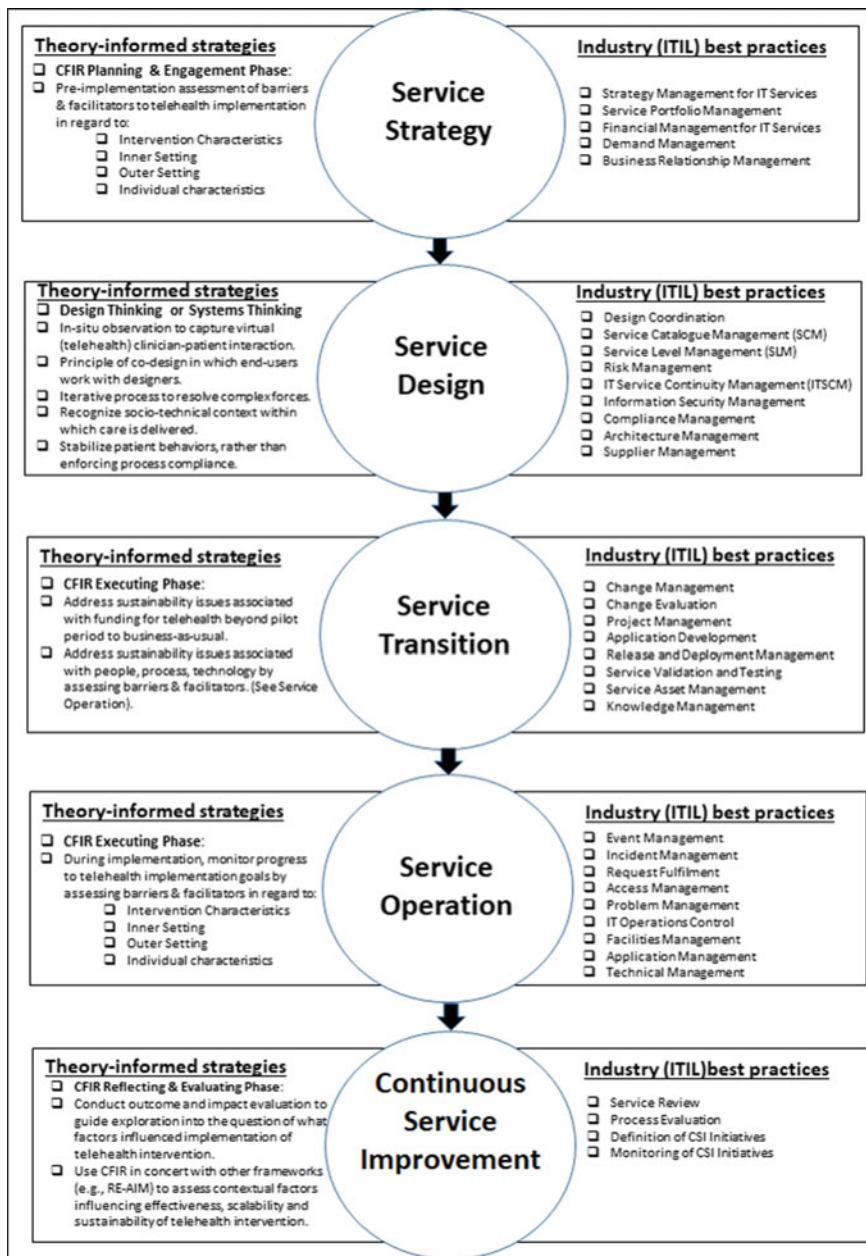 Theory-informed strategies
❑ CFIR Planning & Engagement Phase:
❑ Pre-implementation assessment of barriers
& facilitators to telehealth implementation
in regard to:
❑ Intervention Characteristics
❑ Inner Setting
❑ Outer Setting
❑ Individual characteristics
Service
Strategy
Industry (ITIL) best practices
❑ Strategy Management for IT Services
❑ Service Portfolio Management
❑ Financial Management for IT Services
❑ Demand Management
❑ Business Relationship Management
Theory-informed strategies
❑ Design Thinking or Systems Thinking
❑ In-situ observation to capture virtual
(telehealth) clinician-patient interaction.
❑ Principle of co-design in which end-users
work with designers.
❑ Iterative process to resolve complex forces.
❑ Recognize socio-technical context within
which care is delivered.
❑ Stabilize patient behaviors, rather than
enforcing process compliance.
Service
Design
Industry (ITIL) best practices
❑ Design Coordination
❑ Service Catalogue Management (SCM)
❑ Service Level Management (SLM)
❑ Risk Management
❑ IT Service Continuity Management (ITSCM)
❑ Information Security Management
❑ Compliance Management
❑ Architecture Management
❑ Supplier Management
Theory-informed strategies
❑ CFIR Executing Phase:
❑ Address sustainability issues associated
with funding for telehealth beyond pilot
period to business-as-usual.
❑ Address sustainability issues associated
with people, process, technology by
assessing barriers & facilitators. (See Service
Operation).
Service
Transition
Industry (ITIL) best practices
❑ Change Management
❑ Change Evaluation
❑ Project Management
❑ Application Development
❑ Release and Deployment Management
❑ Service Validation and Testing
❑ Service Asset Management
❑ Knowledge Management
Theory-informed strategies
❑ CFIR Executing Phase:
❑ During implementation, monitor progress
to telehealth implementation goals by
assessing barriers & facilitators in regard to:
❑ Intervention Characteristics
❑ Inner Setting
❑ Outer Setting
❑ Individual characteristics
Service
Operation
Industry (ITIL) best practices
❑ Event Management
❑ Incident Management
❑ Request Fulfilment
❑ Access Management
❑ Problem Management
❑ IT Operations Control
❑ Facilities Management
❑ Application Management
❑ Technical Management
Theory-informed strategies
❑ CFIR Reflecting & Evaluating Phase:
❑ Conduct outcome and impact evaluation to
guide exploration into the question of what
factors influenced implementation of
telehealth intervention.
❑ Use CFIR in concert with other frameworks
(e.g., RE-AIM) to assess contextual factors
influencing effectiveness, scalability and
sustainability of telehealth intervention.
Continuous
Service
Improvement
Industry (ITIL)best practices
❑ Service Review
❑ Process Evaluation
❑ Definition of CSI Initiatives
❑ Monitoring of CSI Initiatives